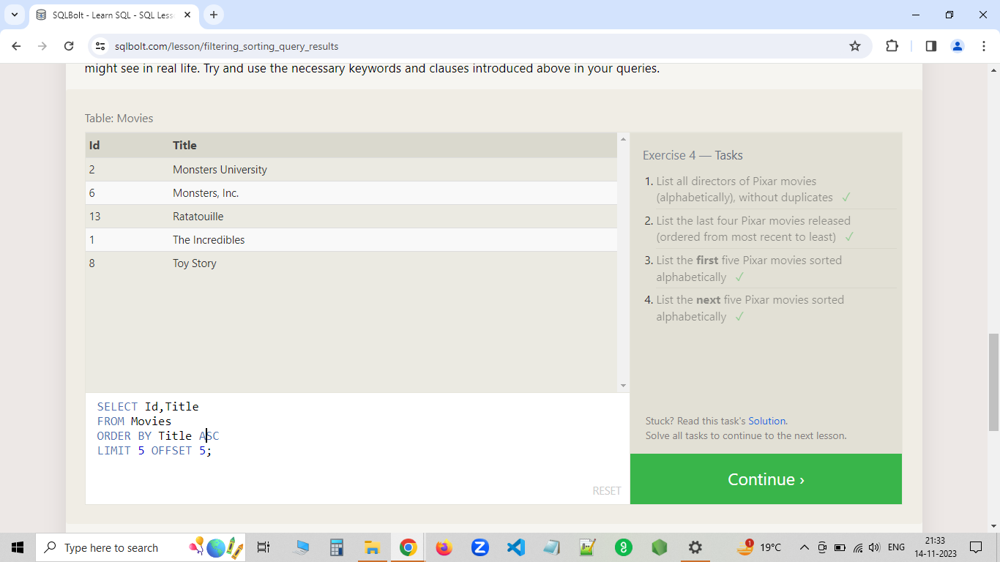 SQLBolt - Learn SQL - SQL Less
sqlbolt.com/lesson/filtering_sorting_query_results
might see in real life. Try and use the necessary keywords and clauses introduced above in your queries.
Table: Movies
Id Title
2 Monsters University
6 Monsters, Inc.
13 Ratatouille
1 The Incredibles
8 Toy Story
Exercise 4 — Tasks
1. List all directors of Pixar movies
(alphabetically), without duplicates ✓
2. List the last four Pixar movies released
(ordered from most recent to least) ✓
3. List the first five Pixar movies sorted
alphabetically ✓
4. List the next five Pixar movies sorted
alphabetically ✓
SELECT Id,Title
FROM Movies
ORDER BY Title ASC
LIMIT 5 OFFSET 5;
RESET
Stuck? Read this task's Solution.
Solve all tasks to continue to the next lesson.
Continue ›
Type here to search
1
19°C
ENG
21:33
14-11-2023